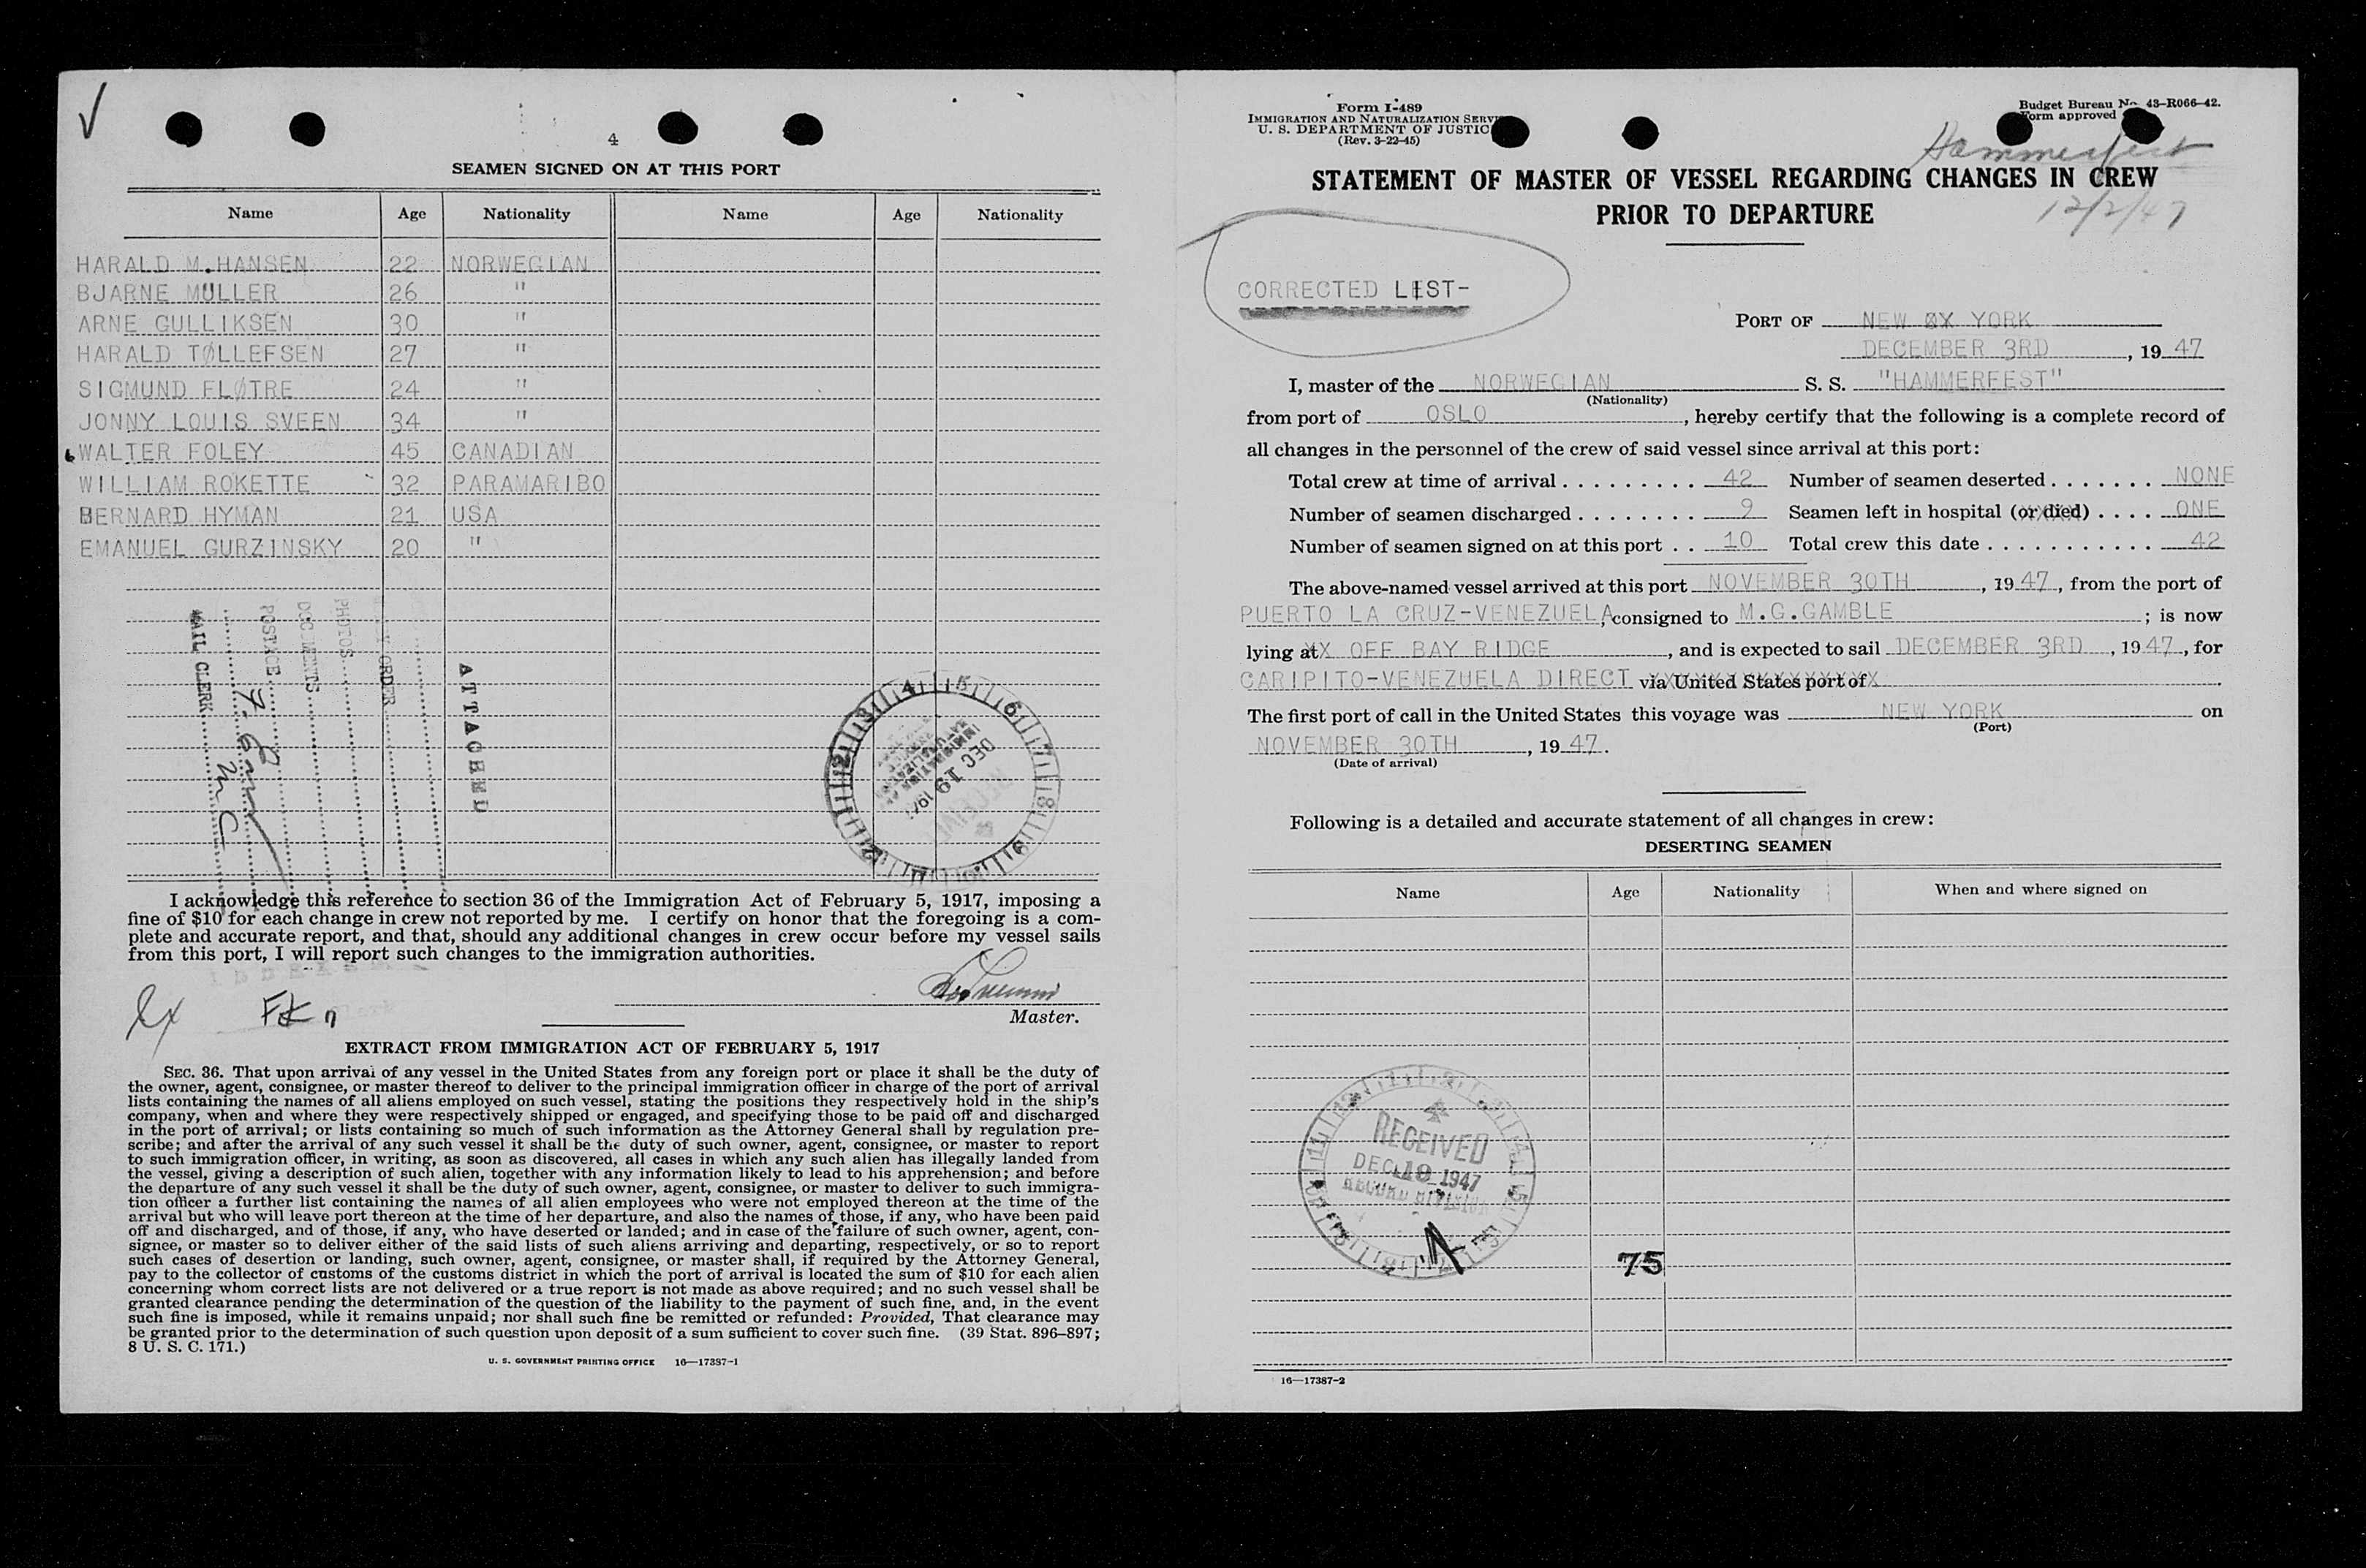 4
SEAMEN SIGNED ON AT THIS PORT
Name Age Nationality Name Age Nationality
HARALD M.HANSEN 22 NORWEGIAN
BJARNE MULLER 26 "
ARNE GULLIKSEN 30 "
HARALD TØLLEFSEN 27 "
SIGMUND FLØTRE 24 "
JONNY LOUIS SVEEN 34 "
WALTER FOLEY 45 CANADIAN
WILLIAM ROKETTE 32 PARAMARIBO
BERNARD HYMAN 21 USA
EMANUEL GURZINSKY 20 "
MAIL CLERK
POSTAGE
DOCUMENTS
PHOTOS
ORDER
ATTACHED
DEC 19 1947
I acknowledge this reference to section 36 of the Immigration Act of February 5, 1917, imposing a
fine of $10 for each change in crew not reported by me. I certify on honor that the foregoing is a com-
plete and accurate report, and that, should any additional changes in crew occur before my vessel sails
from this port, I will report such changes to the immigration authorities.
Master.
EXTRACT FROM IMMIGRATION ACT OF FEBRUARY 5, 1917
SEC. 36. That upon arrival of any vessel in the United States from any foreign port or place it shall be the duty of
the owner, agent, consignee, or master thereof to deliver to the principal immigration officer in charge of the port of arrival
lists containing the names of all aliens employed on such vessel, stating the positions they respectively hold in the ship's
company, when and where they were respectively shipped or engaged, and specifying those to be paid off and discharged
in the port of arrival; or lists containing so much of such information as the Attorney General shall by regulation pre-
scribe; and after the arrival of any such vessel it shall be the duty of such owner, agent, consignee, or master to report
to such immigration officer, in writing, as soon as discovered, all cases in which any such alien has illegally landed from
the vessel, giving a description of such alien, together with any information likely to lead to his apprehension; and before
the departure of any such vessel it shall be the duty of such owner, agent, consignee, or master to deliver to such immigra-
tion officer a further list containing the names of all alien employees who were not employed thereon at the time of the
arrival but who will leave port thereon at the time of her departure, and also the names of those, if any, who have been paid
off and discharged, and of those, if any, who have deserted or landed; and in case of the failure of such owner, agent, con-
signee, or master so to deliver either of the said lists of such aliens arriving and departing, respectively, or so to report
such cases of desertion or landing, such owner, agent, consignee, or master shall, if required by the Attorney General,
pay to the collector of customs of the customs district in which the port of arrival is located the sum of $10 for each alien
concerning whom correct lists are not delivered or a true report is not made as above required; and no such vessel shall be
granted clearance pending the determination of the question of the liability to the payment of such fine, and, in the event
such fine is imposed, while it remains unpaid; nor shall such fine be remitted or refunded: Provided, That clearance may
be granted prior to the determination of such question upon deposit of a sum sufficient to cover such fine. (39 Stat. 896–897;
8 U. S. C. 171.)
U. S. GOVERNMENT PRINTING OFFICE 16—17387-1
Form I-489
IMMIGRATION AND NATURALIZATION SERV
U. S. DEPARTMENT OF JUSTIC
(Rev. 3-22-45)
Budget Bureau No. 43–R066–42.
Form approved
Hammerfest
STATEMENT OF MASTER OF VESSEL REGARDING CHANGES IN CREW
PRIOR TO DEPARTURE
12/2/47
CORRECTED LIST-
PORT OF NEW ØX YORK
DECEMBER 3RD, 19 47
I, master of the NORWEGIAN S. S. "HAMMERFEST"
(Nationality)
from port of OSLO, hereby certify that the following is a complete record of
all changes in the personnel of the crew of said vessel since arrival at this port:
Total crew at time of arrival 42 Number of seamen deserted NONE
Number of seamen discharged 9 Seamen left in hospital (or died) ONE
Number of seamen signed on at this port 10 Total crew this date 42
The above-named vessel arrived at this port NOVEMBER 30TH, 19 47, from the port of
PUERTO LA CRUZ-VENEZUELA, consigned to M.G.GAMBLE; is now
lying at OFF BAY RIDGE, and is expected to sail DECEMBER 3RD, 19 47, for
CARIPITO-VENEZUELA DIRECT via United States port of
The first port of call in the United States this voyage was NEW YORK on
(Port)
NOVEMBER 30TH, 19 47.
(Date of arrival)
Following is a detailed and accurate statement of all changes in crew:
DESERTING SEAMEN
Name Age Nationality When and where signed on
RECEIVED
DEC 19 1947
RECORD DIVISION
75
16—17387-2